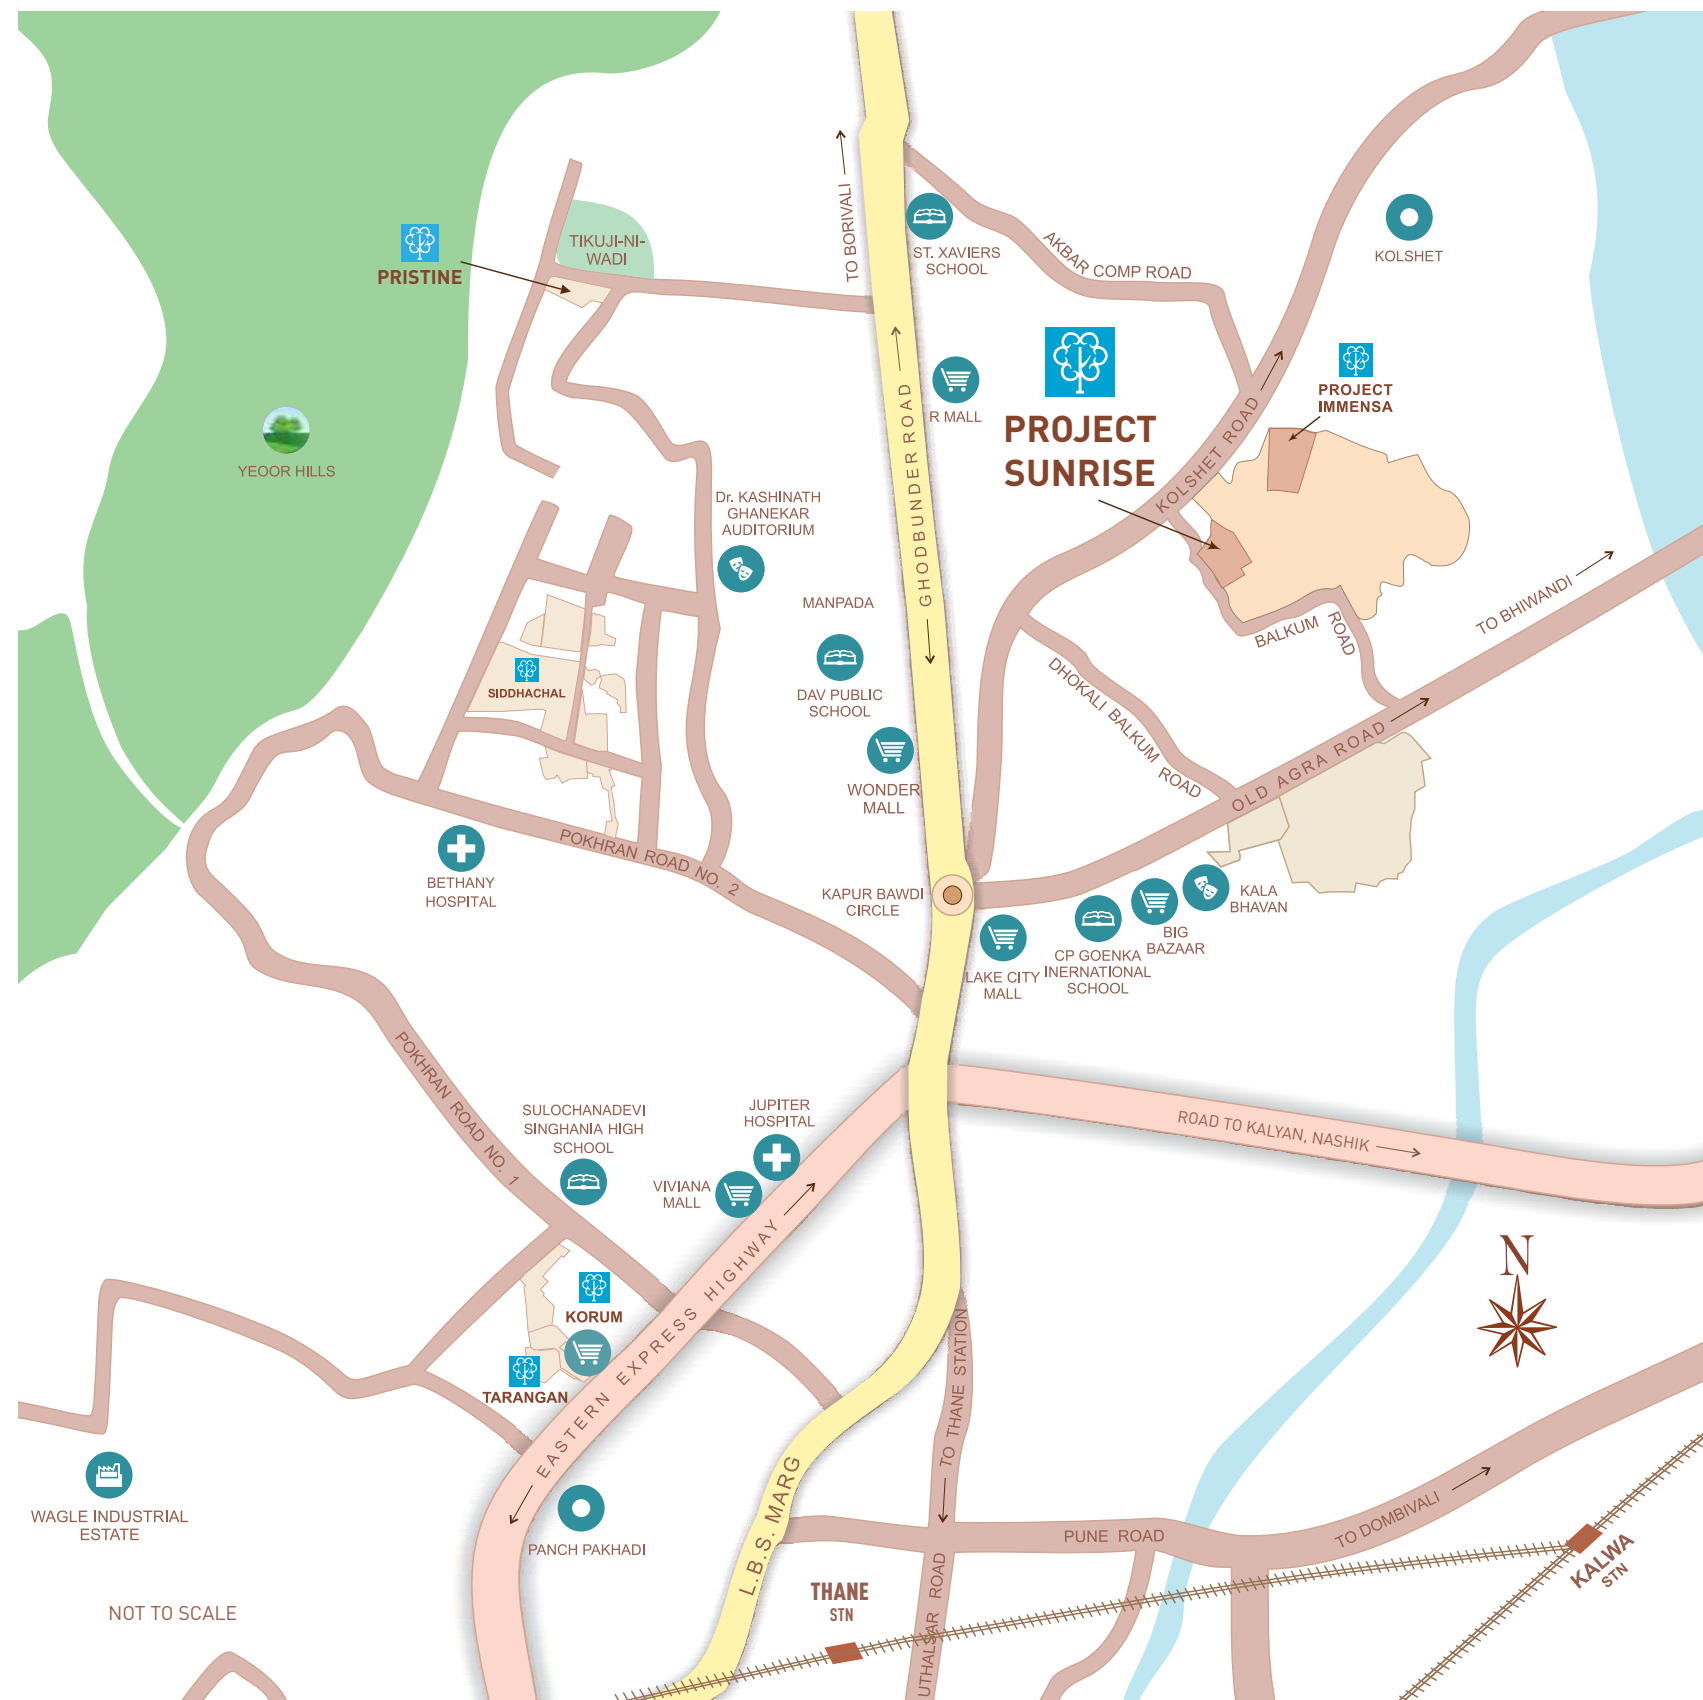 TO BORIVALI
TIKUJI-NI-
WADI
PRISTINE
ST. XAVIERS
SCHOOL
AKBAR COMP ROAD
KOLSHET
YEOOR HILLS
R MALL
GHODBUNDER ROAD
PROJECT
SUNRISE
KOLSHET ROAD
PROJECT
IMMENSA
Dr. KASHINATH
GHANEKAR
AUDITORIUM
MANPADA
DAV PUBLIC
SCHOOL
WONDER
MALL
SIDDHACHAL
BALKUM ROAD
TO BHIWANDI
DHOKALI BALKUM ROAD
OLD AGRA ROAD
POKHRAN ROAD NO. 2
BETHANY
HOSPITAL
KAPUR BAWDI
CIRCLE
LAKE CITY
MALL
CP GOENKA
INERNATIONAL
SCHOOL
BIG
BAZAAR
KALA
BHAVAN
POKHRAN ROAD NO. 1
SULOCHANADEVI
SINGHANIA HIGH
SCHOOL
JUPITER
HOSPITAL
VIVIANA
MALL
ROAD TO KALYAN, NASHIK
EASTERN EXPRESS HIGHWAY
N
KORUM
TARANGAN
TO THANE STATION
WAGLE INDUSTRIAL
ESTATE
PANCH PAKHADI
L.B.S. MARG
PUNE ROAD
TO DOMBIVALI
KALWA
STN
THANE
STN
UTHALSAR ROAD
NOT TO SCALE